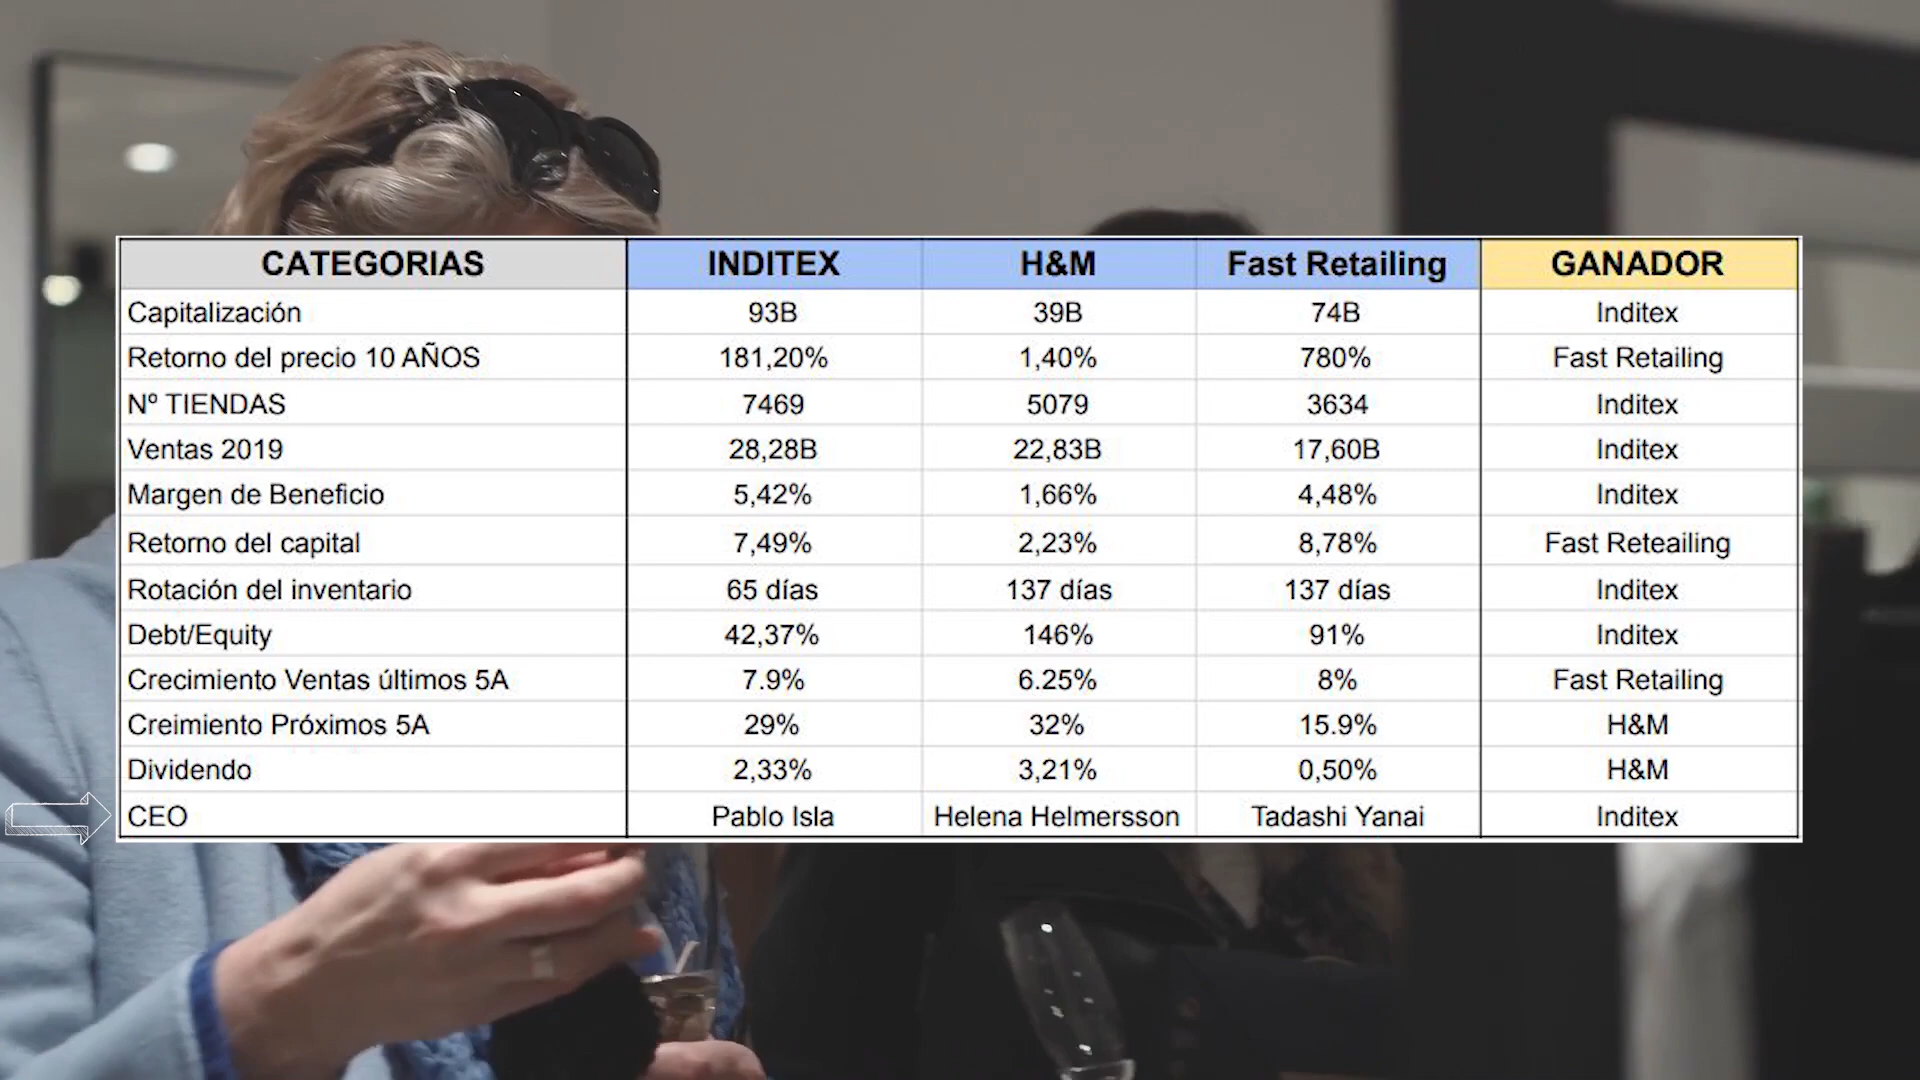 CATEGORIAS INDITEX H&M Fast Retailing GANADOR
Capitalización 93B 39B 74B Inditex
Retorno del precio 10 AÑOS 181,20% 1,40% 780% Fast Retailing
Nº TIENDAS 7469 5079 3634 Inditex
Ventas 2019 28,28B 22,83B 17,60B Inditex
Margen de Beneficio 5,42% 1,66% 4,48% Inditex
Retorno del capital 7,49% 2,23% 8,78% Fast Reteailing
Rotación del inventario 65 días 137 días 137 días Inditex
Debt/Equity 42,37% 146% 91% Inditex
Crecimiento Ventas últimos 5A 7.9% 6.25% 8% Fast Retailing
Creimiento Próximos 5A 29% 32% 15.9% H&M
Dividendo 2,33% 3,21% 0,50% H&M
CEO Pablo Isla Helena Helmersson Tadashi Yanai Inditex